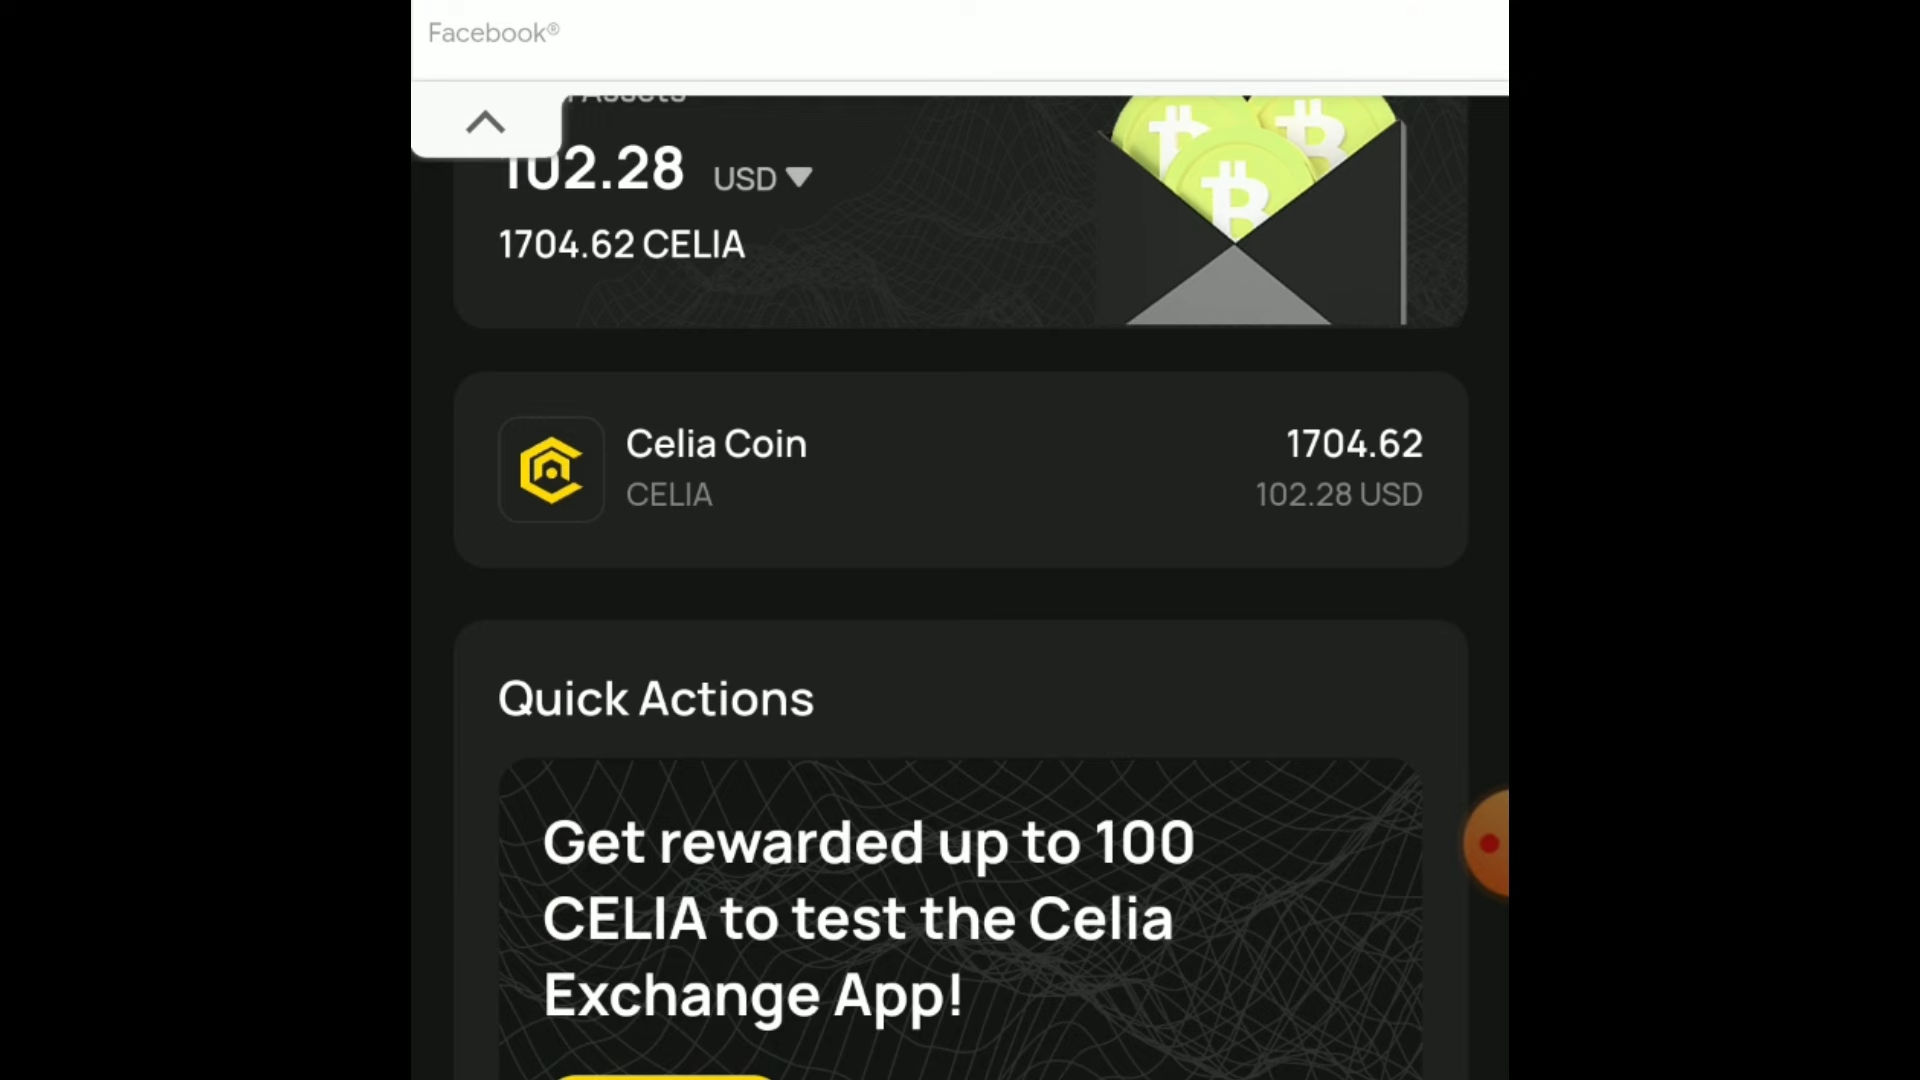 Facebook®
Assets
102.28 USD
1704.62 CELIA
Celia Coin
1704.62
CELIA
102.28 USD
Quick Actions
Get rewarded up to 100
CELIA to test the Celia
Exchange App!